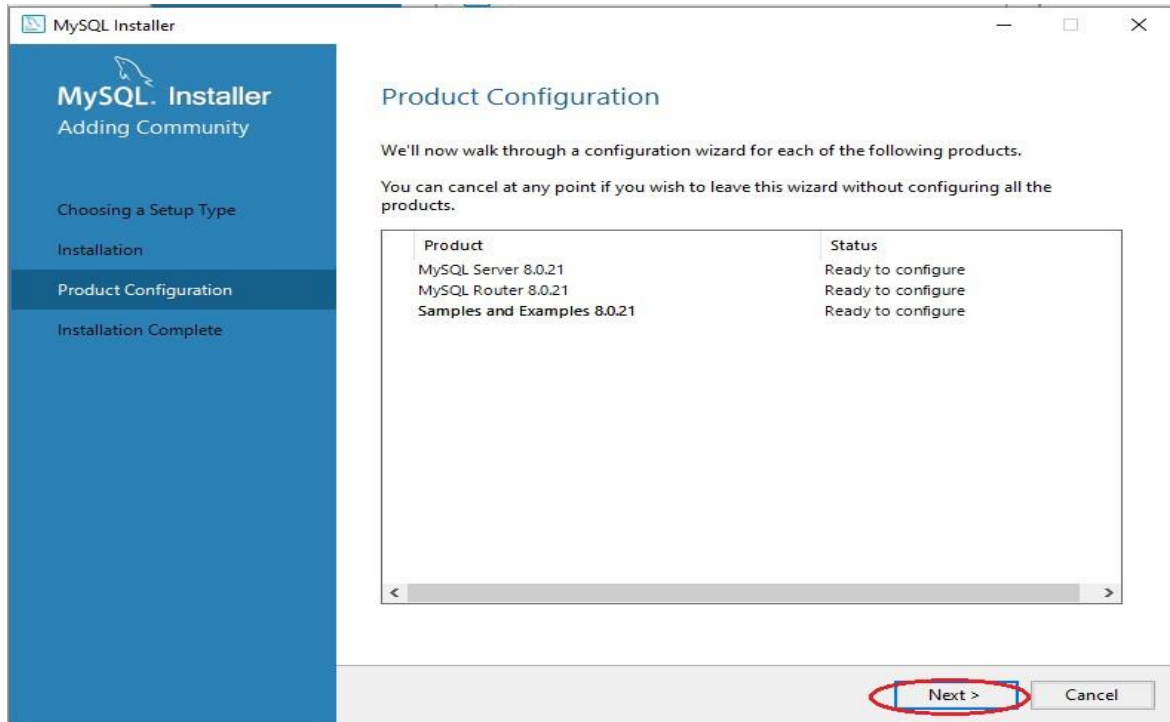 MySQL Installer
MySQL. Installer
Adding Community
Choosing a Setup Type
Installation
Product Configuration
Installation Complete
Product Configuration
We'll now walk through a configuration wizard for each of the following products.
You can cancel at any point if you wish to leave this wizard without configuring all the
products.
Product Status
MySQL Server 8.0.21 Ready to configure
MySQL Router 8.0.21 Ready to configure
Samples and Examples 8.0.21 Ready to configure
Next > Cancel